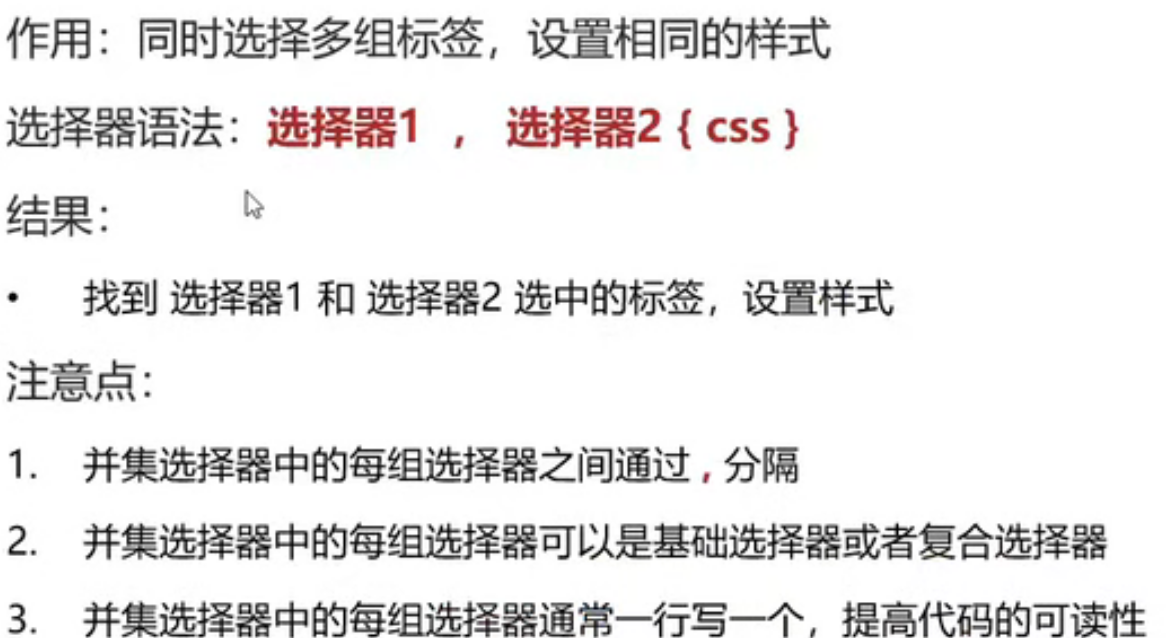 作用：同时选择多组标签，设置相同的样式
选择器语法：选择器1 ， 选择器2 { css }
结果：
• 找到 选择器1 和 选择器2 选中的标签，设置样式
注意点：
1. 并集选择器中的每组选择器之间通过 , 分隔
2. 并集选择器中的每组选择器可以是基础选择器或者复合选择器
3. 并集选择器中的每组选择器通常一行写一个，提高代码的可读性